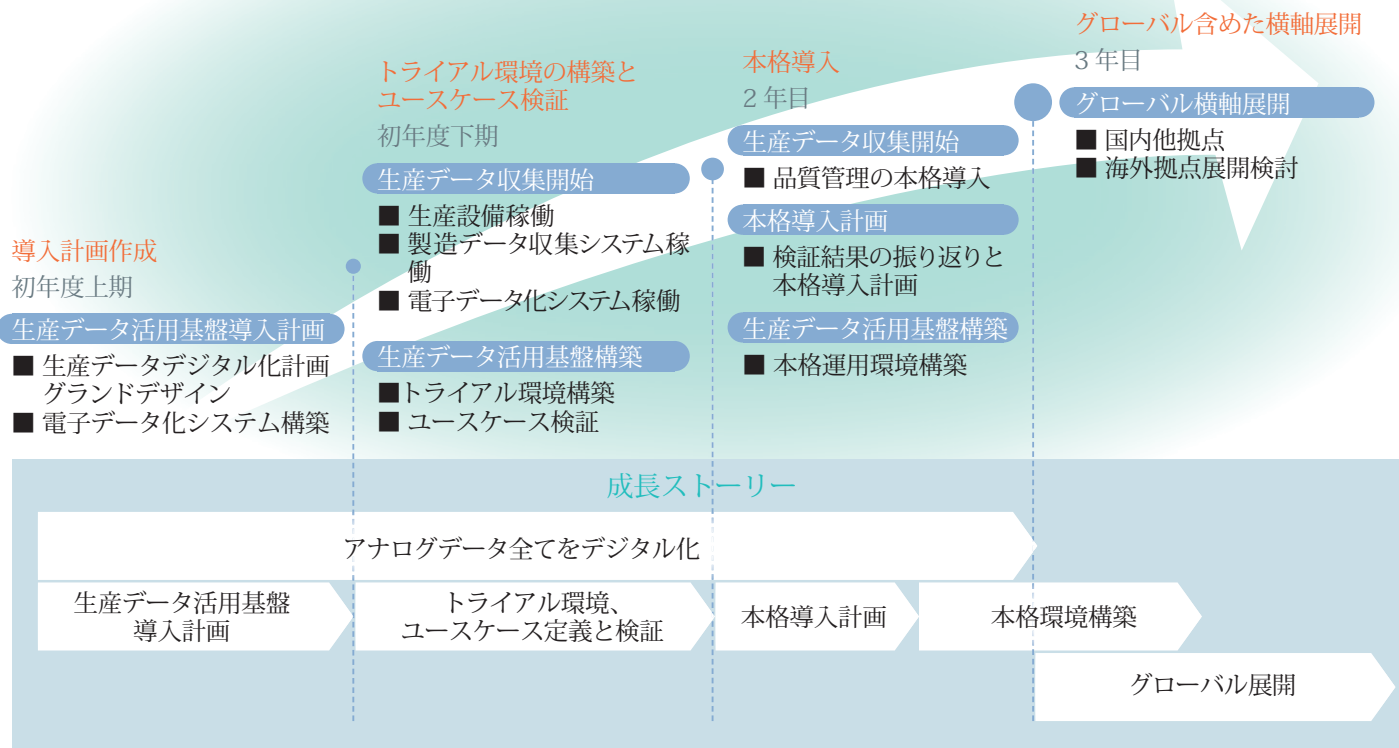 導入計画作成
初年度上期
生産データ活用基盤導入計画
■ 生産データデジタル化計画
グランドデザイン
■ 電子データ化システム構築
トライアル環境の構築と
ユースケース検証
初年度下期
生産データ収集開始
■ 生産設備稼働
■ 製造データ収集システム稼
働
■ 電子データ化システム稼働
生産データ活用基盤構築
■トライアル環境構築
■ ユースケース検証
本格導入
2 年目
生産データ収集開始
■ 品質管理の本格導入
本格導入計画
■ 検証結果の振り返りと
本格導入計画
生産データ活用基盤構築
■ 本格運用環境構築
グローバル含めた横軸展開
3 年目
グローバル横軸展開
■ 国内他拠点
■ 海外拠点展開検討
成長ストーリー
アナログデータ全てをデジタル化
生産データ活用基盤
導入計画
トライアル環境、
ユースケース定義と検証
本格導入計画
本格環境構築
グローバル展開